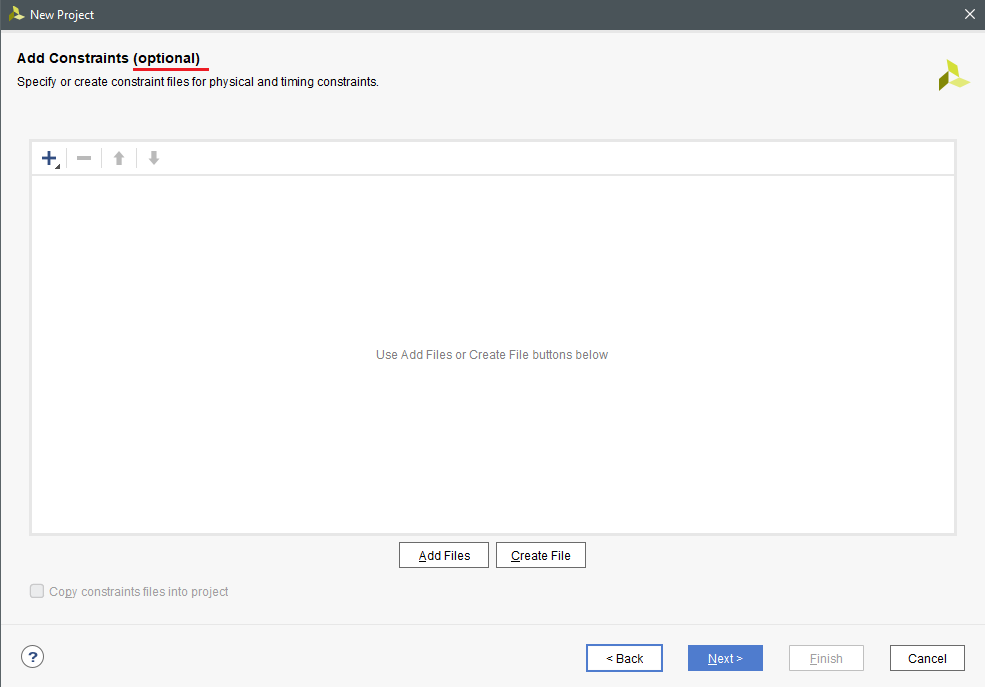 New Project
Add Constraints (optional)
Specify or create constraint files for physical and timing constraints.
Use Add Files or Create File buttons below
Add Files
Create File
Copy constraints files into project
?
< Back
Next >
Finish
Cancel